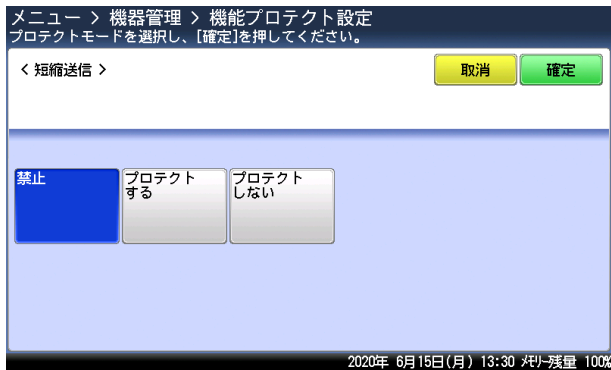 メニュー > 機器管理 > 機能プロテクト設定
プロテクトモードを選択し、[確定]を押してください。
< 短縮送信 >
取消
確定
禁止
プロテクト
する
プロテクト
しない
2020年 6月15日(月) 13:30 メモリー残量 100%